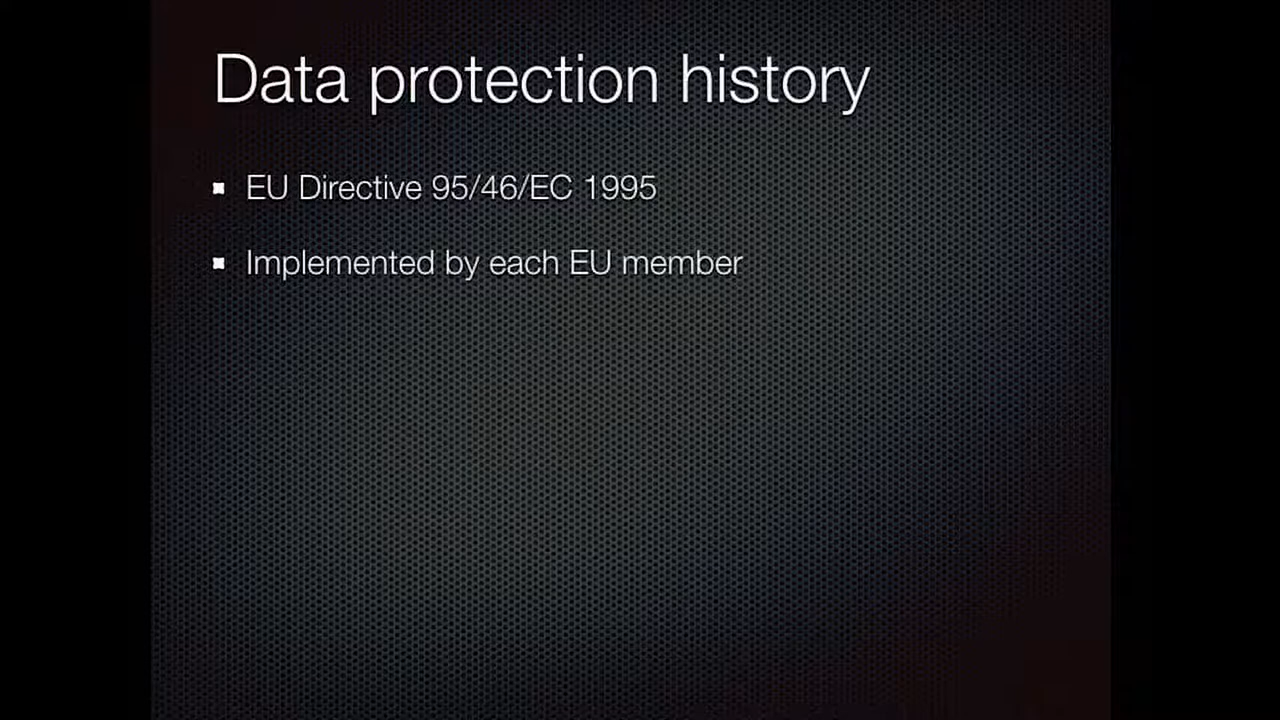 Data protection history
EU Directive 95/46/EC 1995
Implemented by each EU member